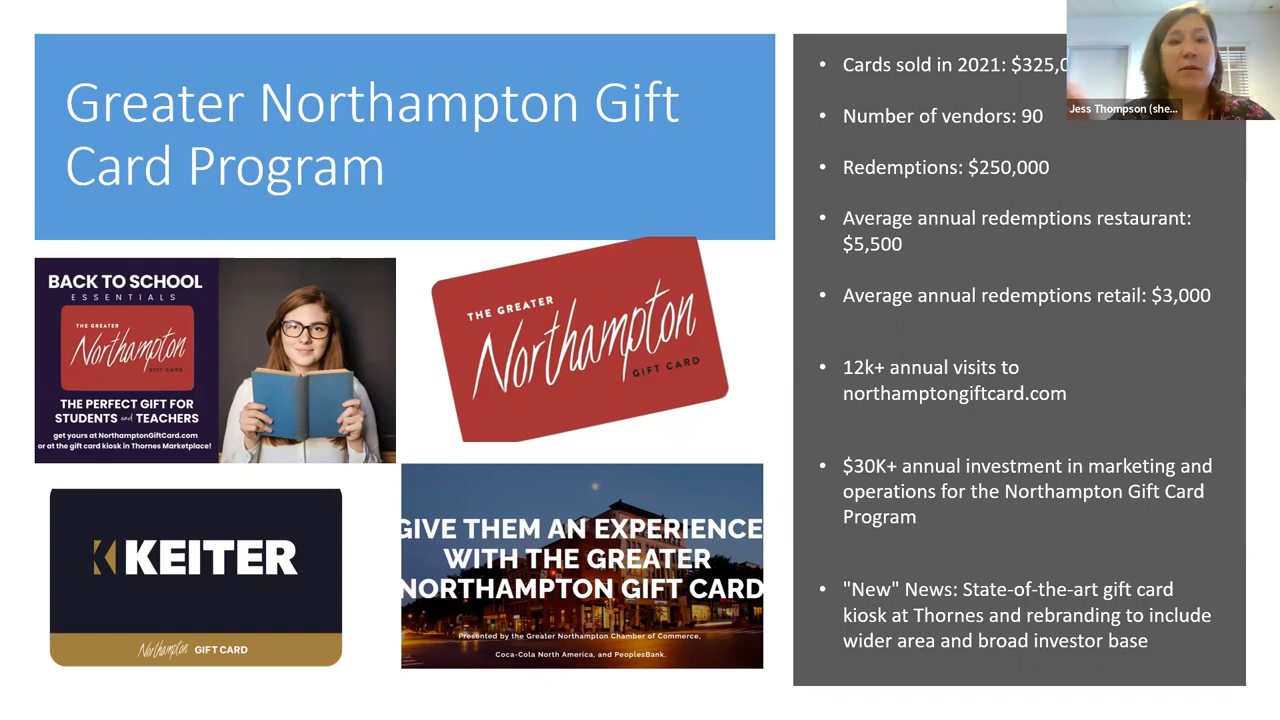 Greater Northampton Gift
Card Program
BACK TO SCHOOL
ESSENTIALS
THE GREATER
Northampton
GIFT CARD
THE PERFECT GIFT FOR
STUDENTS and TEACHERS
get yours at NorthamptonGiftCard.com
or at the gift card kiosk in Thornes Marketplace!
THE GREATER
Northampton
GIFT CARD
KEITER
Northampton GIFT CARD
GIVE THEM AN EXPERIENCE
WITH THE GREATER
NORTHAMPTON GIFT CARD
Presented by the Greater Northampton Chamber of Commerce,
Coca-Cola North America, and PeoplesBank.
• Cards sold in 2021:
• Number of vendors: 90
• Redemptions: $250,000
• Average annual redemptions restaurant:
$5,500
• Average annual redemptions retail: $3,000
• 12k+ annual visits to
northamptongiftcard.com
• $30K+ annual investment in marketing and
operations for the Northampton Gift Card
Program
• "New" News: State-of-the-art gift card
kiosk at Thornes and rebranding to include
wider area and broad investor base
Jess Thompson (she...